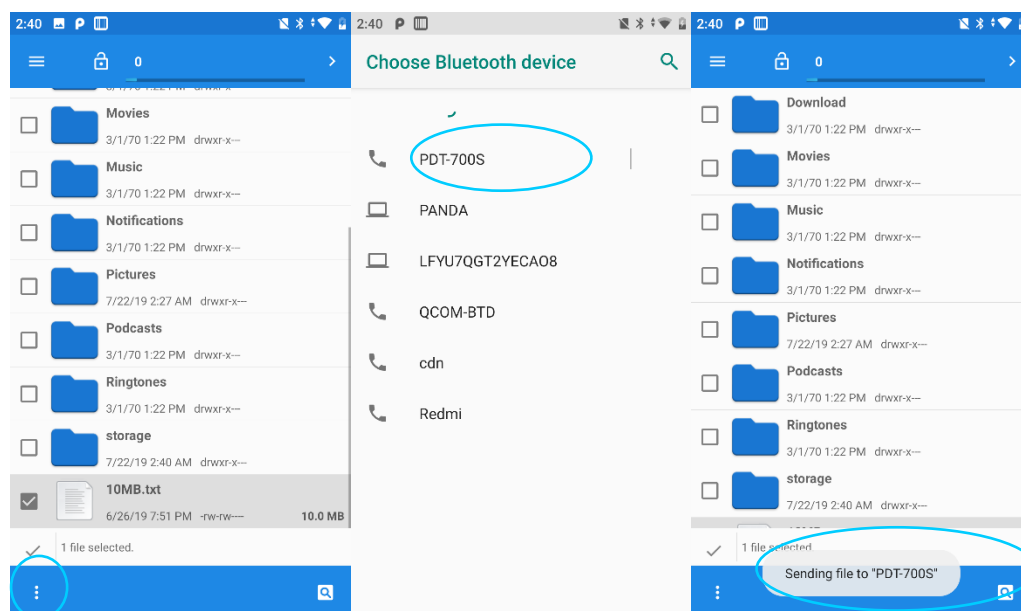 2:40
0
Movies
3/1/70 1:22 PM drwxr-x---
Music
3/1/70 1:22 PM drwxr-x---
Notifications
3/1/70 1:22 PM drwxr-x---
Pictures
7/22/19 2:27 AM drwxr-x---
Podcasts
3/1/70 1:22 PM drwxr-x---
Ringtones
3/1/70 1:22 PM drwxr-x---
storage
7/22/19 2:40 AM drwxr-x---
10MB.txt
6/26/19 7:51 PM -rw-rw---- 10.0 MB
1 file selected.
2:40
Choose Bluetooth device
PDT-700S
PANDA
LFYU7QGT2YECAO8
QCOM-BTD
cdn
Redmi
2:40
0
Download
3/1/70 1:22 PM drwxr-x---
Movies
3/1/70 1:22 PM drwxr-x---
Music
3/1/70 1:22 PM drwxr-x---
Notifications
3/1/70 1:22 PM drwxr-x---
Pictures
7/22/19 2:27 AM drwxr-x---
Podcasts
3/1/70 1:22 PM drwxr-x---
Ringtones
3/1/70 1:22 PM drwxr-x---
storage
7/22/19 2:40 AM drwxr-x---
1 file selected.
Sending file to "PDT-700S"